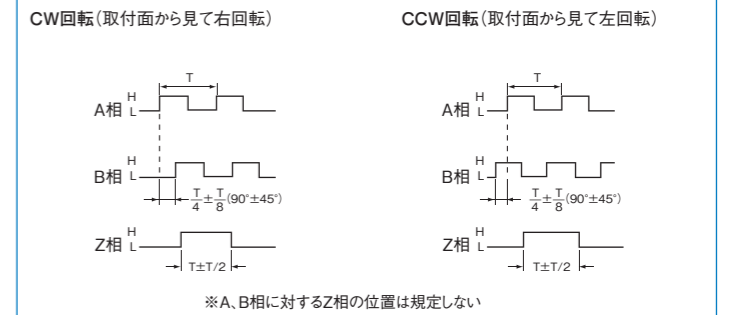 CW回転(取付面から見て右回転)
CCW回転(取付面から見て左回転)
T
A相 H L
B相 H L
T/4±T/8(90°±45°)
Z相 H L
T±T/2
T
A相 H L
B相 H L
T/4±T/8(90°±45°)
Z相 H L
T±T/2
※A、B相に対するZ相の位置は規定しない